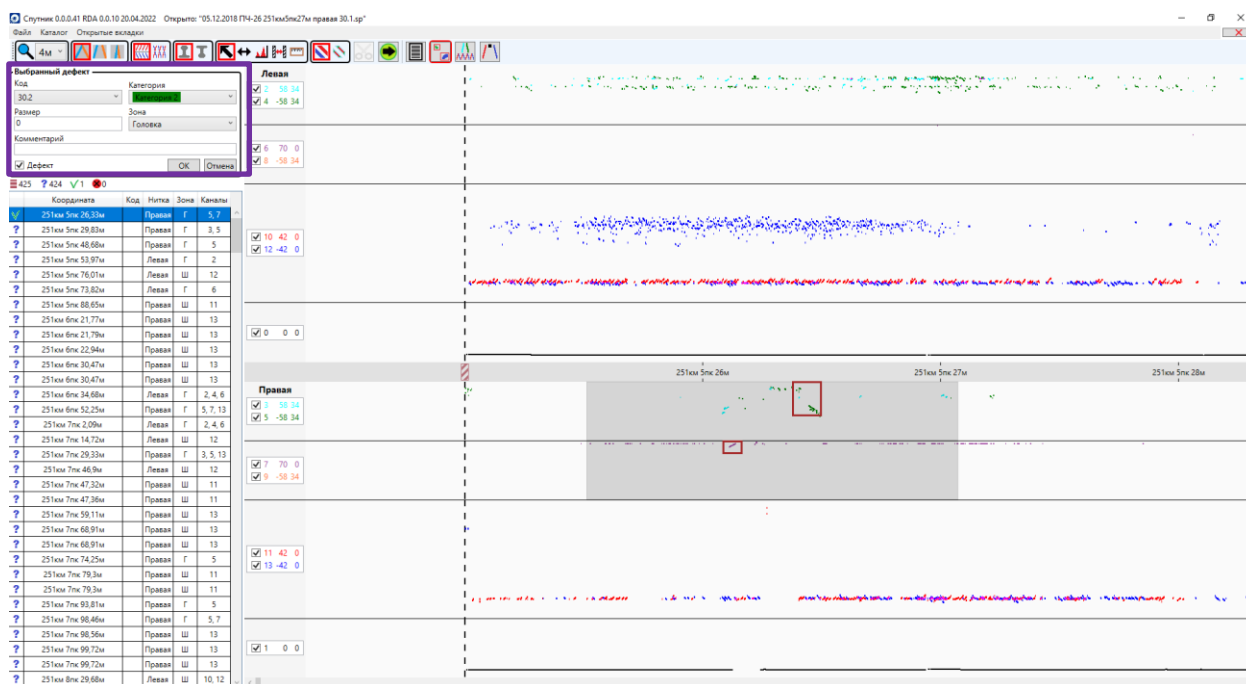 Спутник 0.0.0.41 RDA 0.0.10 20.04.2022 Открыто: "05.12.2018 ПЧ-26 251км5пк27м правая 30.1.sp"
Файл Каталог Открытые вкладки
4м
Выбранный дефект
Код Категория
30.2 Категория 2
Размер Зона
0 Головка
Комментарий
Дефект ОК Отмена
425 ? 424 1 0
Координата Код Нитка Зона Каналы
251км 5пк 26,33м Правая Г 5, 7
? 251км 5пк 29,83м Правая Г 3, 5
? 251км 5пк 48,68м Правая Г 5
? 251км 5пк 53,97м Левая Г 2
? 251км 5пк 76,01м Левая Ш 12
? 251км 5пк 73,82м Левая Г 6
? 251км 5пк 88,65м Правая Ш 11
? 251км 6пк 21,77м Правая Ш 13
? 251км 6пк 21,79м Правая Ш 13
? 251км 6пк 22,94м Правая Ш 13
? 251км 6пк 30,47м Правая Ш 13
? 251км 6пк 30,47м Правая Ш 13
? 251км 6пк 34,68м Левая Г 2, 4, 6
? 251км 6пк 52,25м Правая Г 5, 7, 13
? 251км 7пк 2,09м Левая Г 2, 4, 6
? 251км 7пк 14,72м Левая Ш 12
? 251км 7пк 29,33м Правая Г 3, 5, 13
? 251км 7пк 46,9м Левая Ш 12
? 251км 7пк 47,32м Правая Ш 11
? 251км 7пк 47,36м Правая Ш 11
? 251км 7пк 59,11м Правая Ш 13
? 251км 7пк 68,91м Правая Ш 13
? 251км 7пк 68,91м Правая Ш 13
? 251км 7пк 74,25м Правая Г 5
? 251км 7пк 79,3м Правая Ш 11
? 251км 7пк 79,3м Правая Ш 11
? 251км 7пк 93,81м Правая Г 5
? 251км 7пк 98,46м Правая Г 5, 7
? 251км 7пк 98,56м Правая Ш 13
? 251км 7пк 99,72м Правая Ш 13
? 251км 7пк 99,72м Правая Ш 13
? 251км 8пк 29,68м Левая Ш 10, 12
Левая
2 58 34
4 -58 34
6 70 0
8 -58 34
10 42 0
12 -42 0
0 0 0
251км 5пк 26м 251км 5пк 27м 251км 5пк 28м
Правая
3 58 34
5 -58 34
7 70 0
9 -58 34
11 42 0
13 -42 0
1 0 0